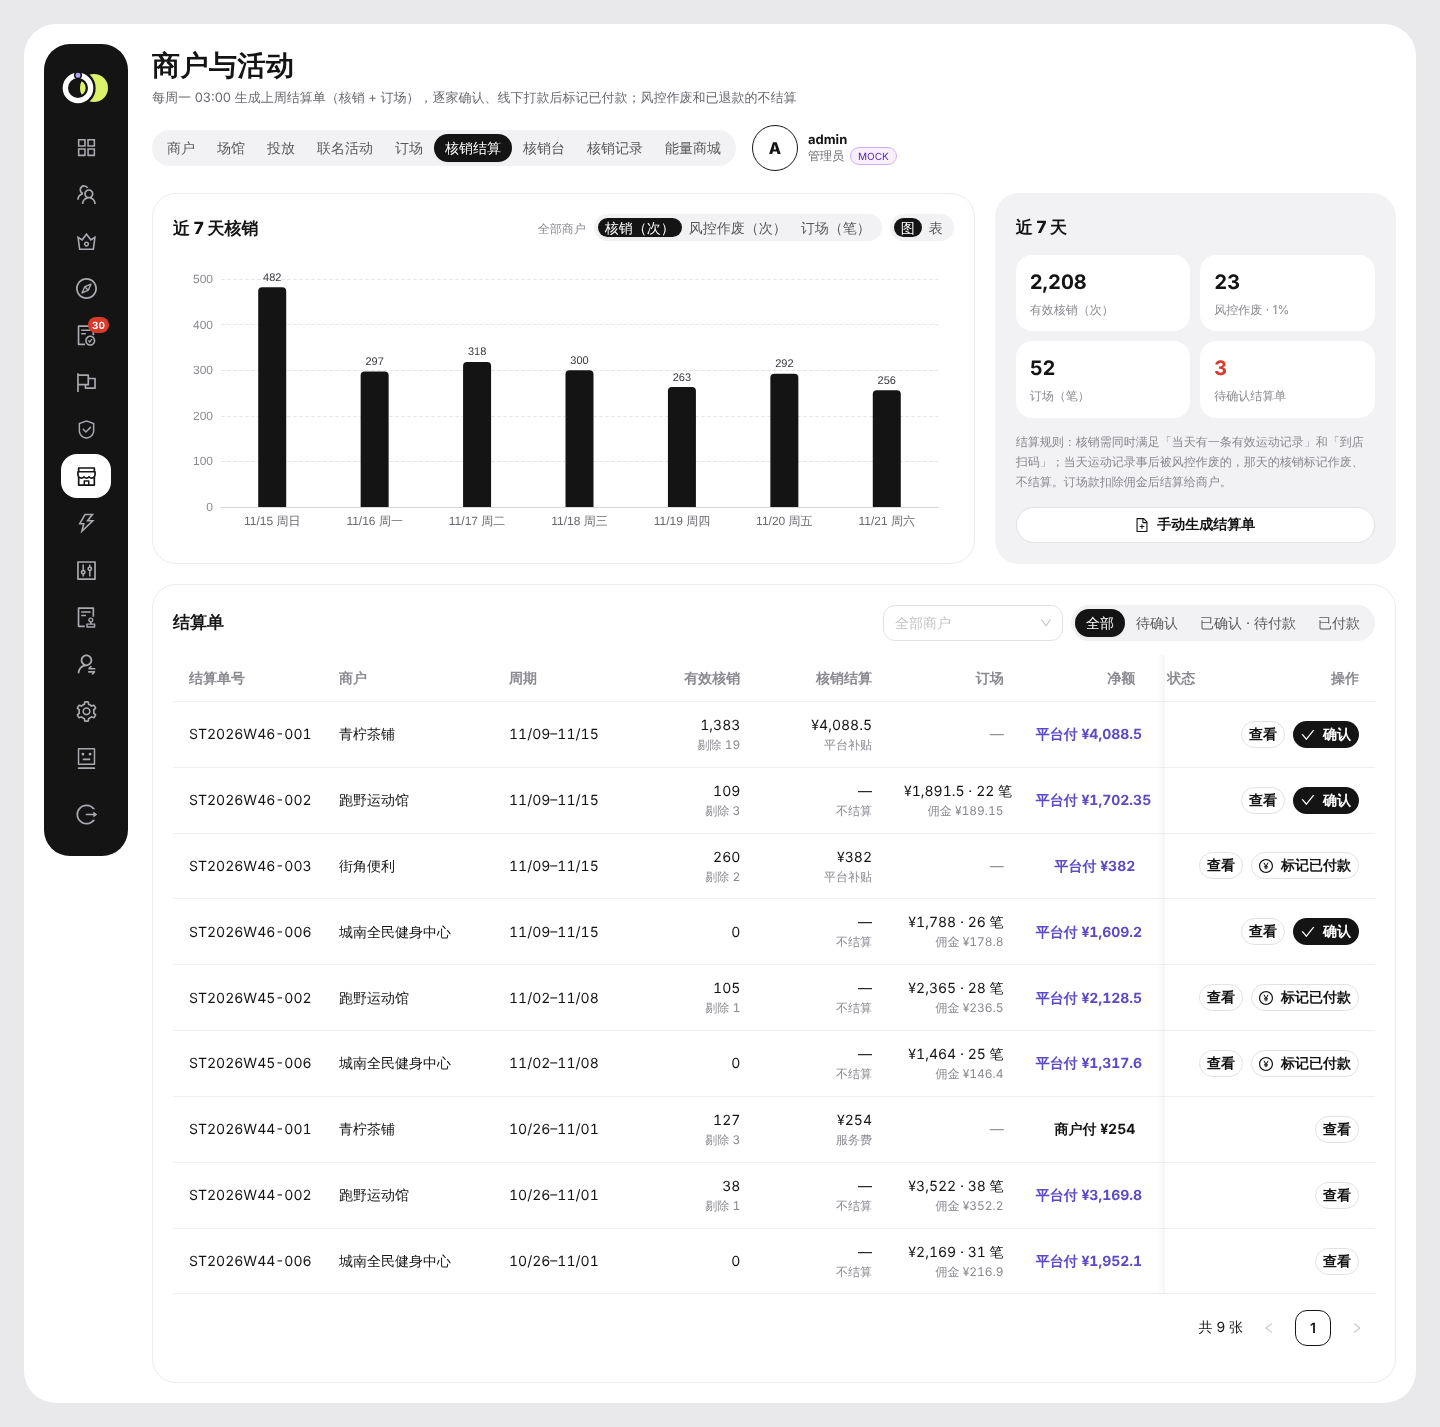 商户与活动
每周一 03:00 生成上周结算单（核销 + 订场），逐家确认、线下打款后标记已付款；风控作废和已退款的不结算
商户 场馆 投放 联名活动 订场 核销结算 核销台 核销记录 能量商城
A
admin
管理员 MOCK
30
近 7 天核销
全部商户 核销（次） 风控作废（次） 订场（笔） 图 表
500
400
300
200
100
0
482
297
318
300
263
292
256
11/15 周日 11/16 周一 11/17 周二 11/18 周三 11/19 周四 11/20 周五 11/21 周六
近 7 天
2,208
有效核销（次）
23
风控作废 · 1%
52
订场（笔）
3
待确认结算单
结算规则：核销需同时满足「当天有一条有效运动记录」和「到店
扫码」；当天运动记录事后被风控作废的，那天的核销标记作废、
不结算。订场款扣除佣金后结算给商户。
手动生成结算单
结算单
全部商户 全部 待确认 已确认 · 待付款 已付款
结算单号 商户 周期 有效核销 核销结算 订场 净额 状态 操作
ST2026W46-001 青柠茶铺 11/09–11/15 1,383 ¥4,088.5 — 平台付 ¥4,088.5 查看 确认
剔除 19 平台补贴
ST2026W46-002 跑野运动馆 11/09–11/15 109 — ¥1,891.5 · 22 笔 平台付 ¥1,702.35 查看 确认
剔除 3 不结算 佣金 ¥189.15
ST2026W46-003 街角便利 11/09–11/15 260 ¥382 — 平台付 ¥382 查看 标记已付款
剔除 2 平台补贴
ST2026W46-006 城南全民健身中心 11/09–11/15 0 — ¥1,788 · 26 笔 平台付 ¥1,609.2 查看 确认
不结算 佣金 ¥178.8
ST2026W45-002 跑野运动馆 11/02–11/08 105 — ¥2,365 · 28 笔 平台付 ¥2,128.5 查看 标记已付款
剔除 1 不结算 佣金 ¥236.5
ST2026W45-006 城南全民健身中心 11/02–11/08 0 — ¥1,464 · 25 笔 平台付 ¥1,317.6 查看 标记已付款
不结算 佣金 ¥146.4
ST2026W44-001 青柠茶铺 10/26–11/01 127 ¥254 — 商户付 ¥254 查看
剔除 3 服务费
ST2026W44-002 跑野运动馆 10/26–11/01 38 — ¥3,522 · 38 笔 平台付 ¥3,169.8 查看
剔除 1 不结算 佣金 ¥352.2
ST2026W44-006 城南全民健身中心 10/26–11/01 0 — ¥2,169 · 31 笔 平台付 ¥1,952.1 查看
不结算 佣金 ¥216.9
共 9 张 1